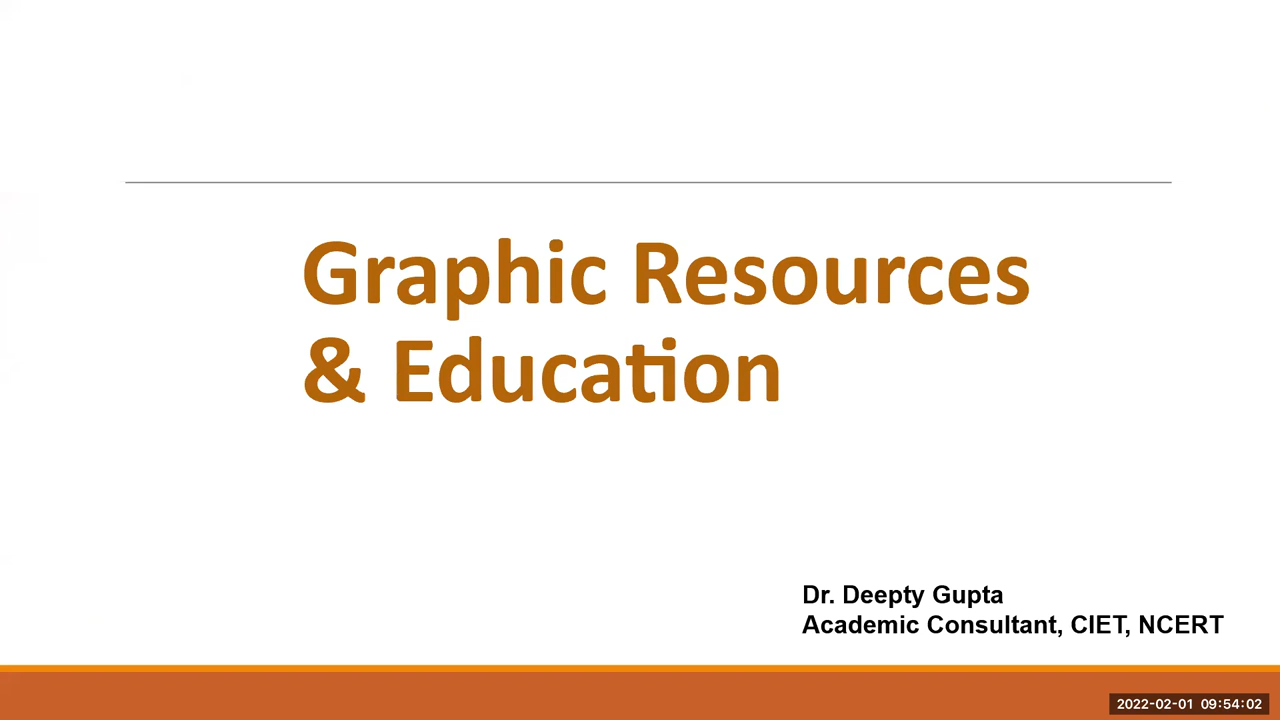 Graphic Resources
& Education
Dr. Deepty Gupta
Academic Consultant, CIET, NCERT
2022-02-01 09:54:02